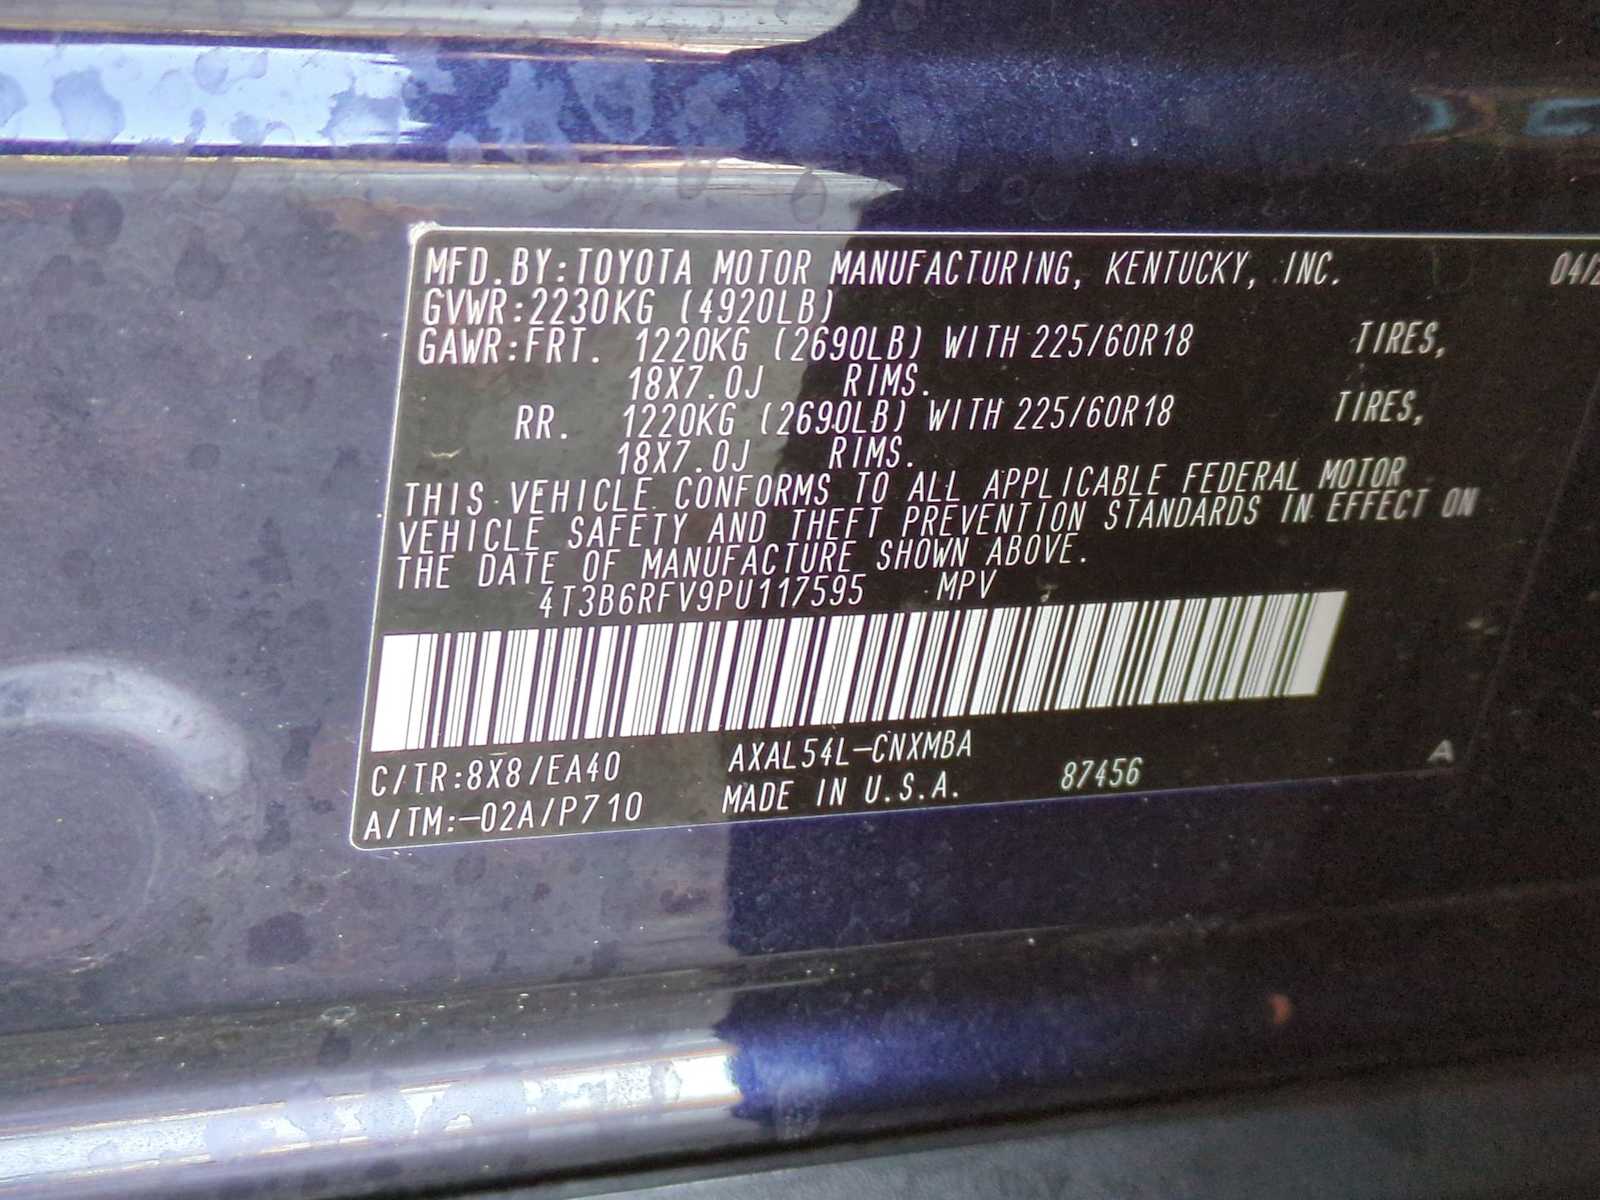 MFD.BY:TOYOTA MOTOR MANUFACTURING, KENTUCKY, INC. 04/
GVWR:2230KG (4920LB)
GAWR:FRT. 1220KG (2690LB) WITH 225/60R18 TIRES,
18X7.0J RIMS.
RR. 1220KG (2690LB) WITH 225/60R18 TIRES,
18X7.0J RIMS.
THIS VEHICLE CONFORMS TO ALL APPLICABLE FEDERAL MOTOR
VEHICLE SAFETY AND THEFT PREVENTION STANDARDS IN EFFECT ON
THE DATE OF MANUFACTURE SHOWN ABOVE.
4T3B6RFV9PU117595 MPV
C/TR:8X8/EA40 AXAL54L-CNXMBA
A/TM:-02A/P710 MADE IN U.S.A. 87456 A